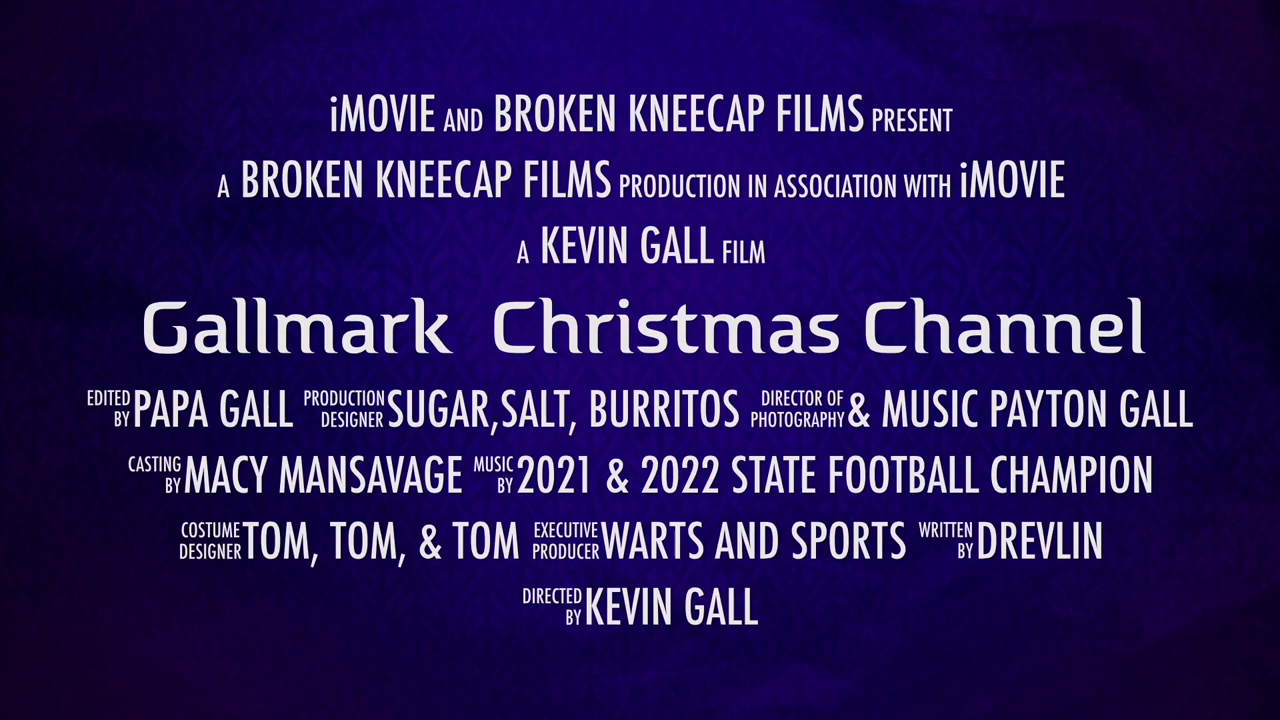 iMOVIE AND BROKEN KNEECAP FILMS PRESENT
A BROKEN KNEECAP FILMS PRODUCTION IN ASSOCIATION WITH iMOVIE
A KEVIN GALL FILM
Gallmark Christmas Channel
EDITED BY PAPA GALL PRODUCTION DESIGNER SUGAR,SALT, BURRITOS DIRECTOR OF PHOTOGRAPHY & MUSIC PAYTON GALL
CASTING BY MACY MANSAVAGE MUSIC BY 2021 & 2022 STATE FOOTBALL CHAMPION
COSTUME DESIGNER TOM, TOM, & TOM EXECUTIVE PRODUCER WARTS AND SPORTS WRITTEN BY DREVLIN
DIRECTED BY KEVIN GALL